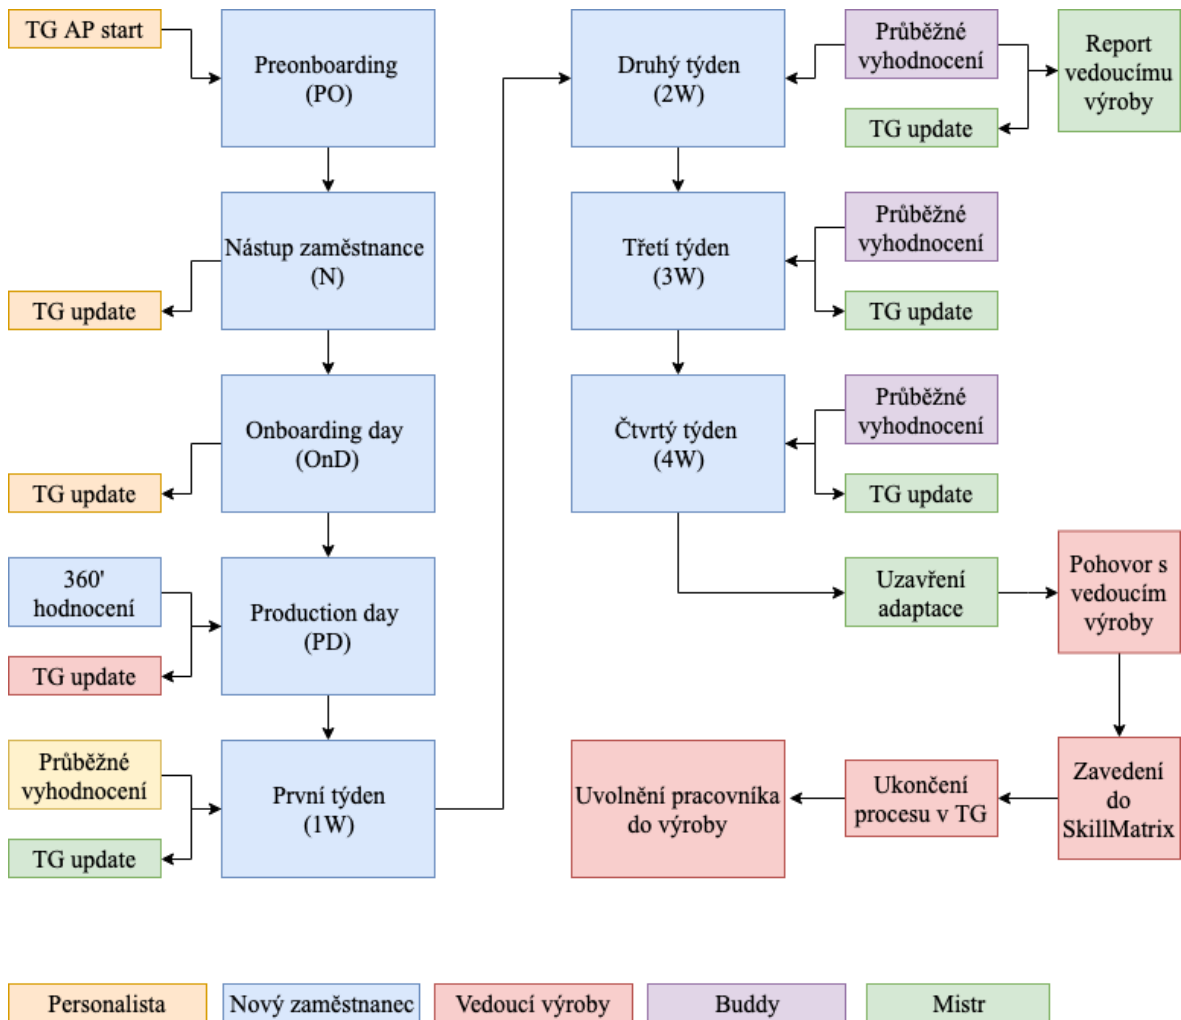 TG AP start
Preonboarding
(PO)
Nástup zaměstnance
(N)
TG update
Onboarding day
(OnD)
TG update
360'
hodnocení
TG update
Production day
(PD)
Průběžné
vyhodnocení
TG update
První týden
(1W)
Druhý týden
(2W)
Průběžné
vyhodnocení
TG update
Report
vedoucímu
výroby
Třetí týden
(3W)
Průběžné
vyhodnocení
TG update
Čtvrtý týden
(4W)
Průběžné
vyhodnocení
TG update
Uzavření
adaptace
Pohovor s
vedoucím
výroby
Zavedení
do
SkillMatrix
Ukončení
procesu v TG
Uvolnění pracovníka
do výroby
Personalista
Nový zaměstnanec
Vedoucí výroby
Buddy
Mistr